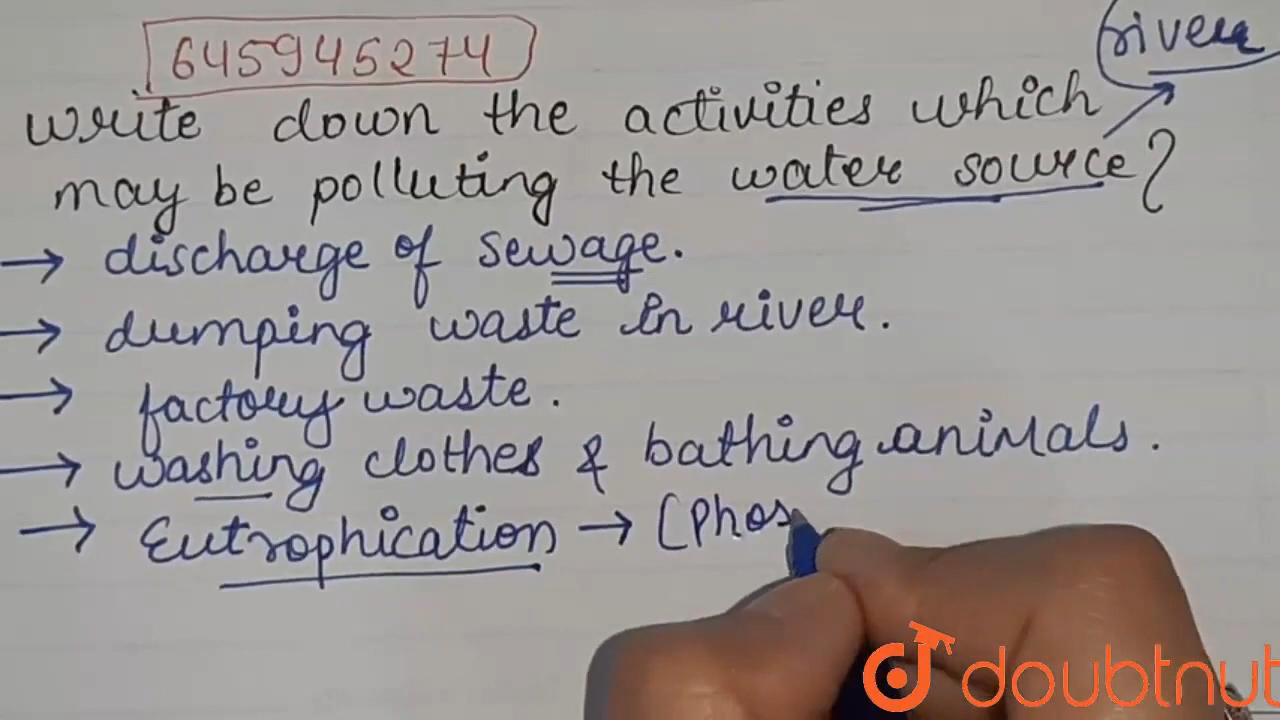 river
6459945274
write down the activities which
may be polluting the water source?
→ discharge of sewage.
→ dumping waste in river.
→ factory waste.
→ washing clothes & bathing animals.
→ Eutrophication → [Phos
doubtnut